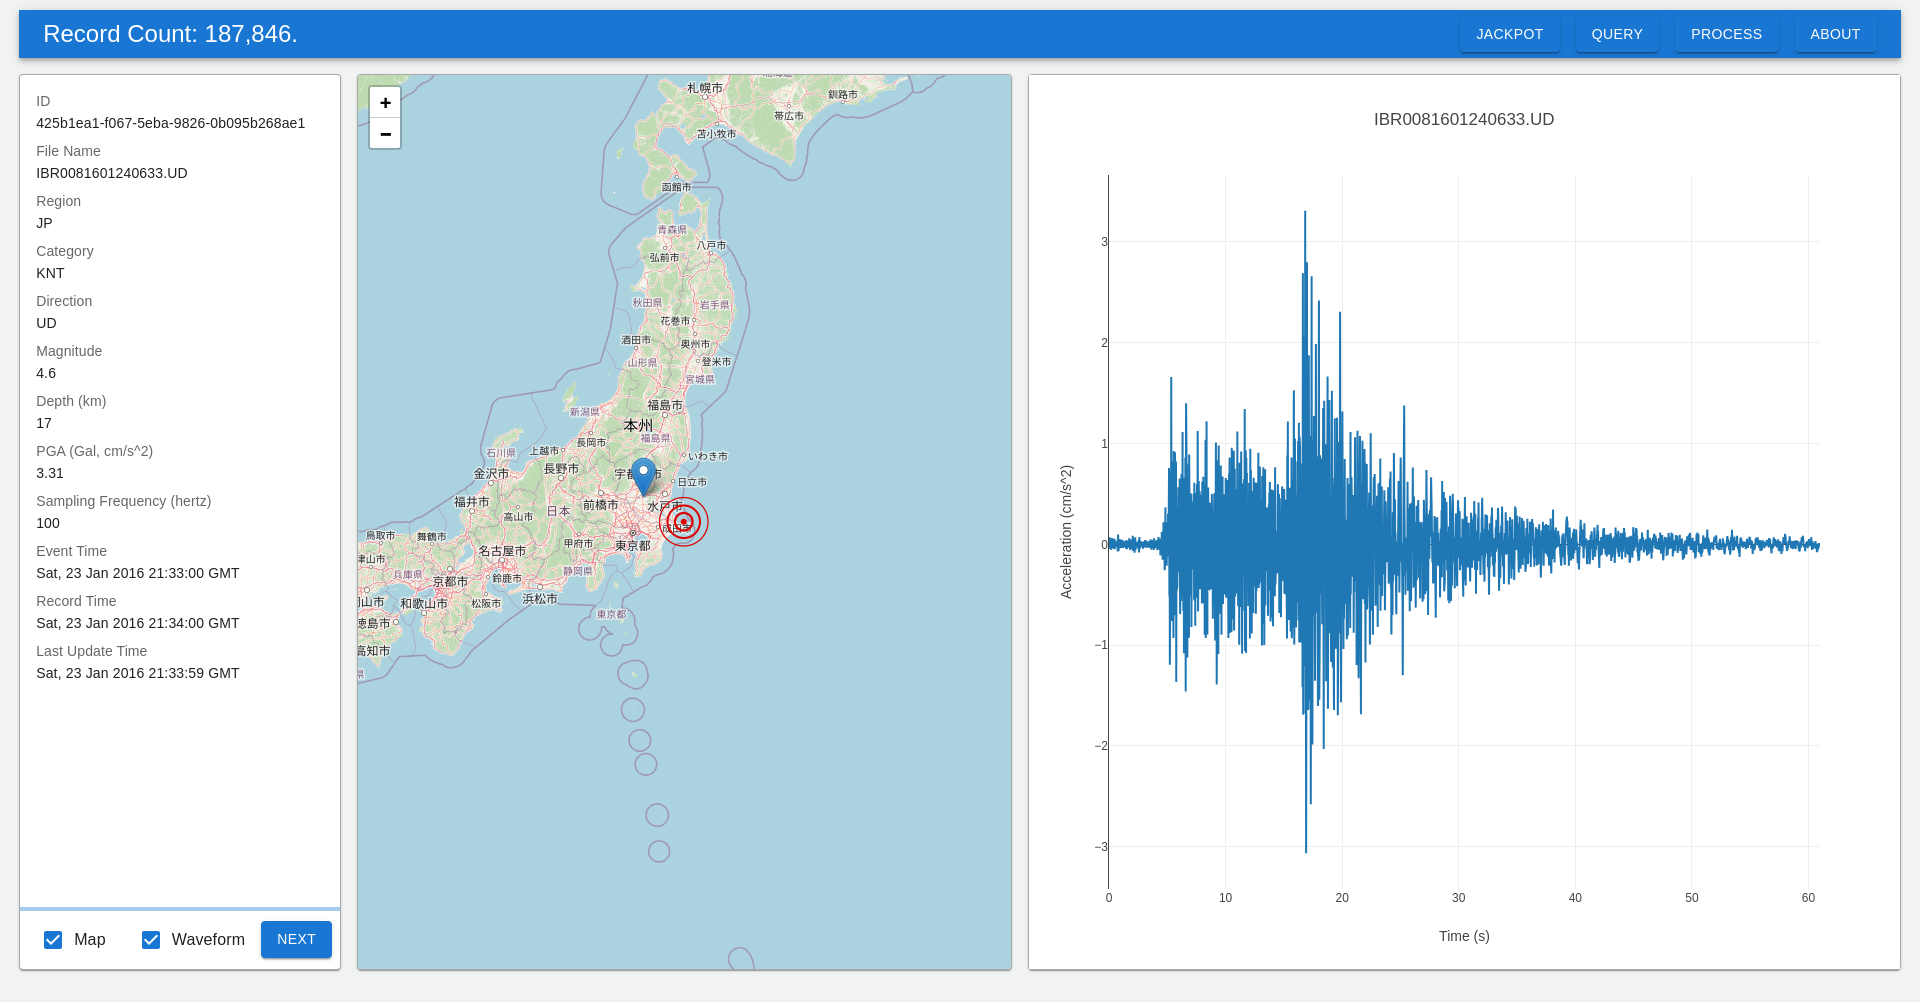 Record Count: 187,846.
JACKPOT
QUERY
PROCESS
ABOUT
ID
425b1ea1-f067-5eba-9826-0b095b268ae1
File Name
IBR0081601240633.UD
Region
JP
Category
KNT
Direction
UD
Magnitude
4.6
Depth (km)
17
PGA (Gal, cm/s^2)
3.31
Sampling Frequency (hertz)
100
Event Time
Sat, 23 Jan 2016 21:33:00 GMT
Record Time
Sat, 23 Jan 2016 21:34:00 GMT
Last Update Time
Sat, 23 Jan 2016 21:33:59 GMT
Map
Waveform
NEXT
+
−
札幌市
釧路市
帯広市
苫小牧市
函館市
青森県
八戸市
弘前市
秋田県
岩手県
花巻市
酒田市
奥州市
山形県
登米市
宮城県
福島市
新潟県
本州
福島県
長岡市
上越市
石川県
いわき市
長野市
金沢市
日立市
福井市
前橋市
水戸市
日本
高山市
成田市
鳥取市
舞鶴市
甲府市
東京都
名古屋市
津山市
静岡県
兵庫県
京都市
鈴鹿市
浜松市
和歌山市
松阪市
東京都
徳島市
高知市
IBR0081601240633.UD
Acceleration (cm/s^2)
3
2
1
0
−1
−2
−3
0
10
20
30
40
50
60
Time (s)